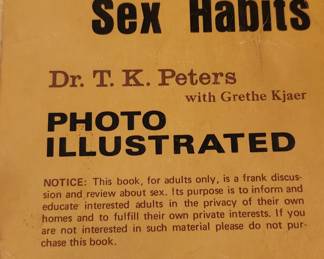 Sex Habits
Dr. T. K. Peters
with Grethe Kjaer
PHOTO
ILLUSTRATED
NOTICE: This book, for adults only, is a frank discus-
sion and review about sex. Its purpose is to inform and
educate interested adults in the privacy of their own
homes and to fulfill their own private interests. If you
are not interested in such material please do not pur-
chase this book.